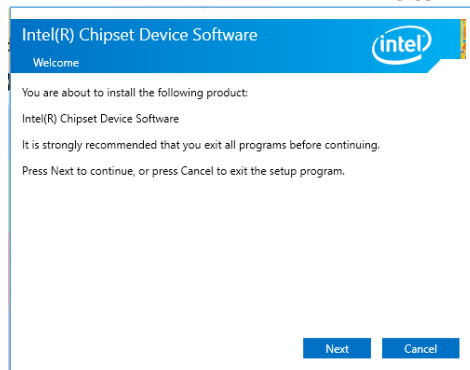 Intel(R) Chipset Device Software
intel
Welcome
You are about to install the following product:
Intel(R) Chipset Device Software
It is strongly recommended that you exit all programs before continuing.
Press Next to continue, or press Cancel to exit the setup program.
Next Cancel